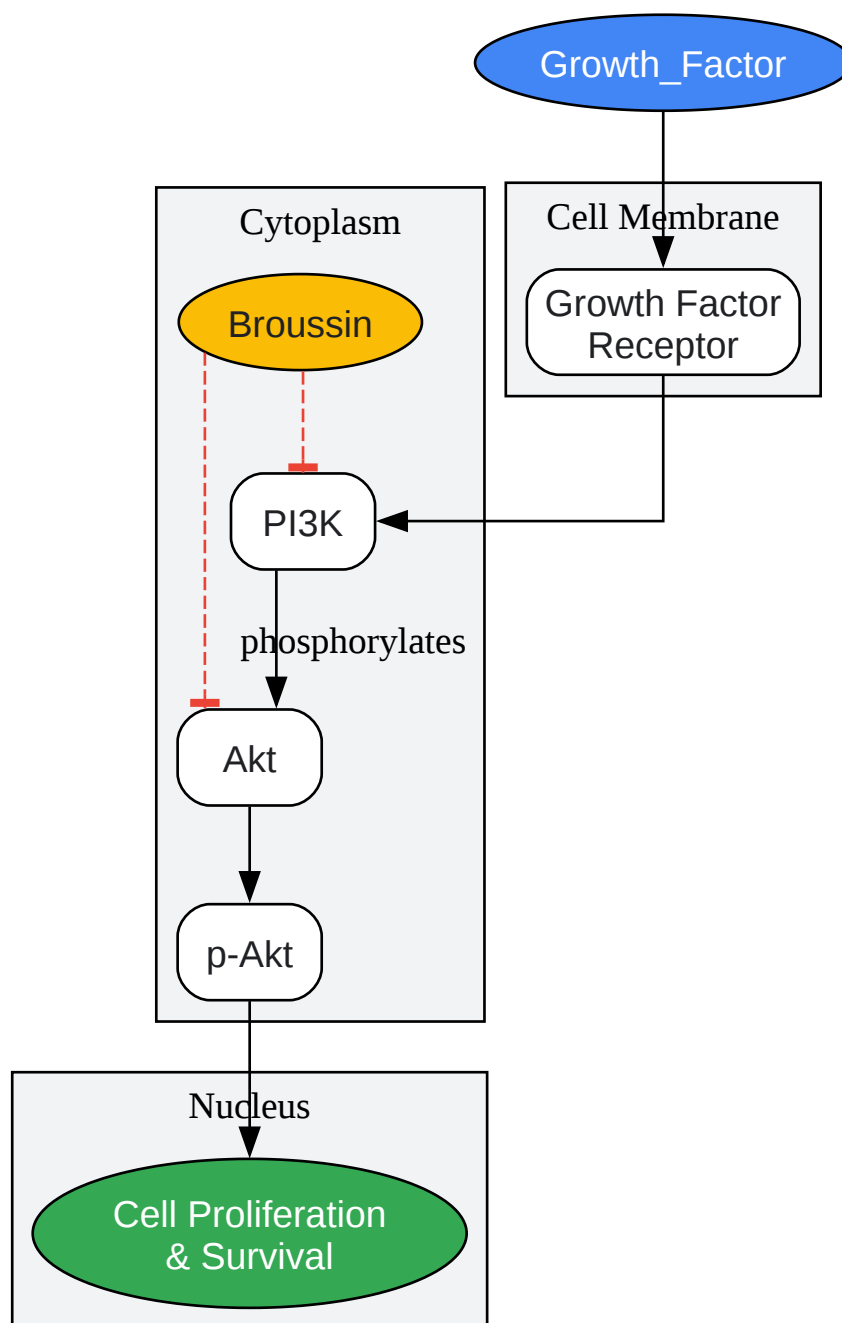 Growth_Factor
Cytoplasm
Cell Membrane
Broussin
Growth Factor
Receptor
PI3K
phosphorylates
Akt
p-Akt
Nucleus
Cell Proliferation
& Survival